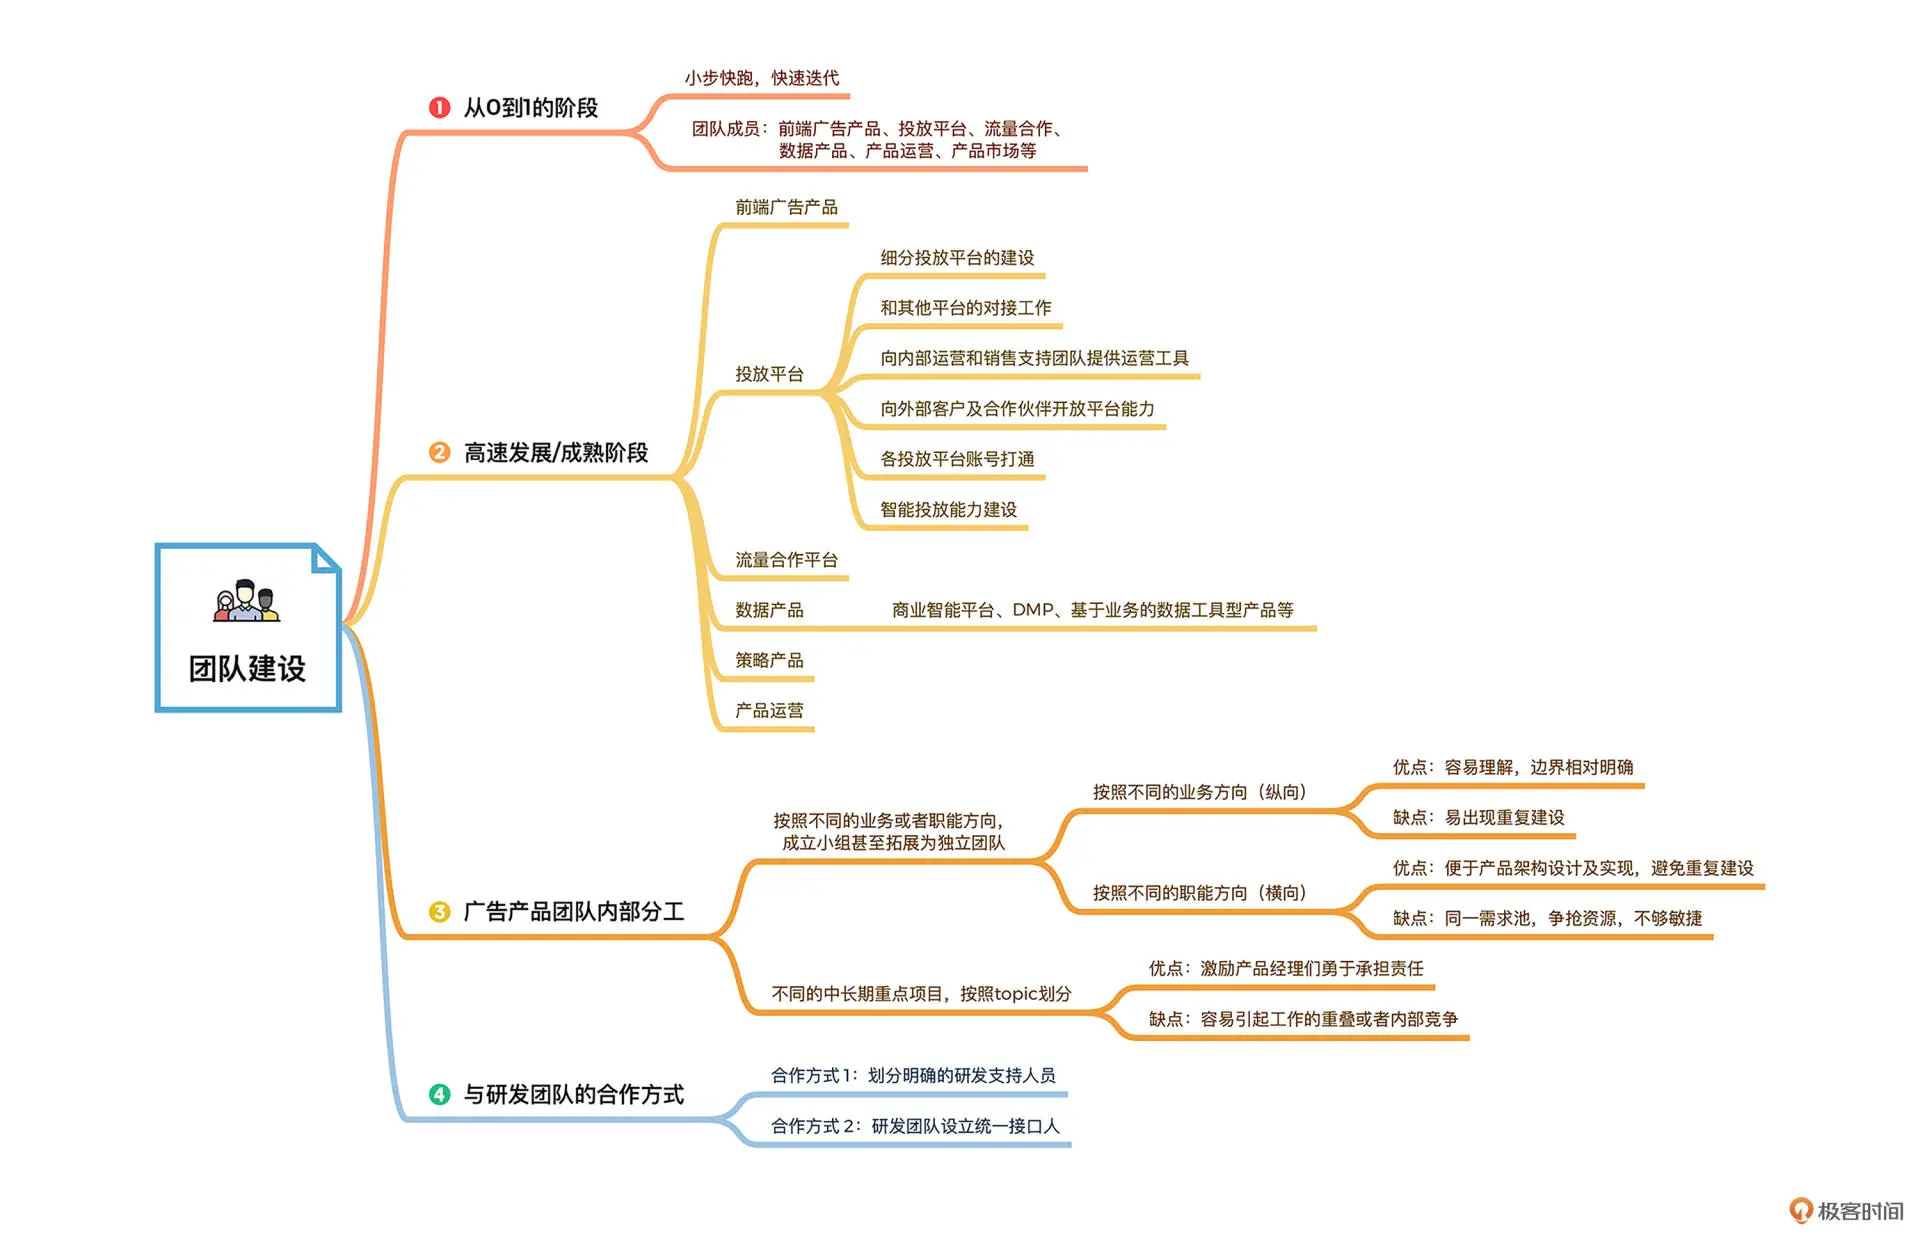 团队建设
1 从0到1的阶段
小步快跑，快速迭代
团队成员：前端广告产品、投放平台、流量合作、
数据产品、产品运营、产品市场等
2 高速发展/成熟阶段
前端广告产品
投放平台
细分投放平台的建设
和其他平台的对接工作
向内部运营和销售支持团队提供运营工具
向外部客户及合作伙伴开放平台能力
各投放平台账号打通
智能投放能力建设
流量合作平台
数据产品
商业智能平台、DMP、基于业务的数据工具型产品等
策略产品
产品运营
3 广告产品团队内部分工
按照不同的业务或者职能方向，
成立小组甚至拓展为独立团队
按照不同的业务方向（纵向）
优点：容易理解，边界相对明确
缺点：易出现重复建设
按照不同的职能方向（横向）
优点：便于产品架构设计及实现，避免重复建设
缺点：同一需求池，争抢资源，不够敏捷
不同的中长期重点项目，按照topic划分
优点：激励产品经理们勇于承担责任
缺点：容易引起工作的重叠或者内部竞争
4 与研发团队的合作方式
合作方式 1：划分明确的研发支持人员
合作方式 2：研发团队设立统一接口人
极客时间